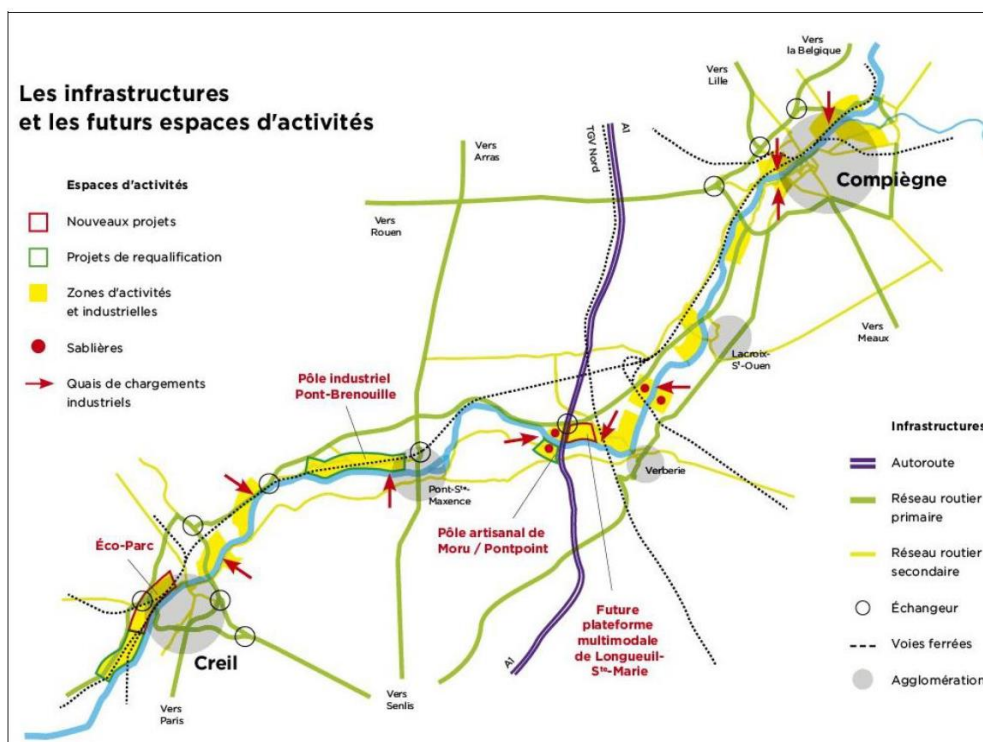 Les infrastructures
et les futurs espaces d'activités
Espaces d'activités
Nouveaux projets
Projets de requalification
Zones d'activités
et industrielles
Sablières
Quais de chargements
industriels
Vers
la Belgique
Vers
Lille
A1
TGV Nord
Vers
Arras
Vers
Rouen
Compiègne
Vers
Meaux
Lacroix-
St-Ouen
Pôle industriel
Pont-Brenouille
Pont-Ste-
Maxence
Verberie
Pôle artisanal de
Moru / Pontpoint
Éco-Parc
Future
plateforme
multimodale
de Longueuil-
Ste-Marie
Creil
A1
Vers
Paris
Vers
Senlis
Infrastructures
Autoroute
Réseau routier
primaire
Réseau routier
secondaire
Échangeur
Voies ferrées
Agglomération